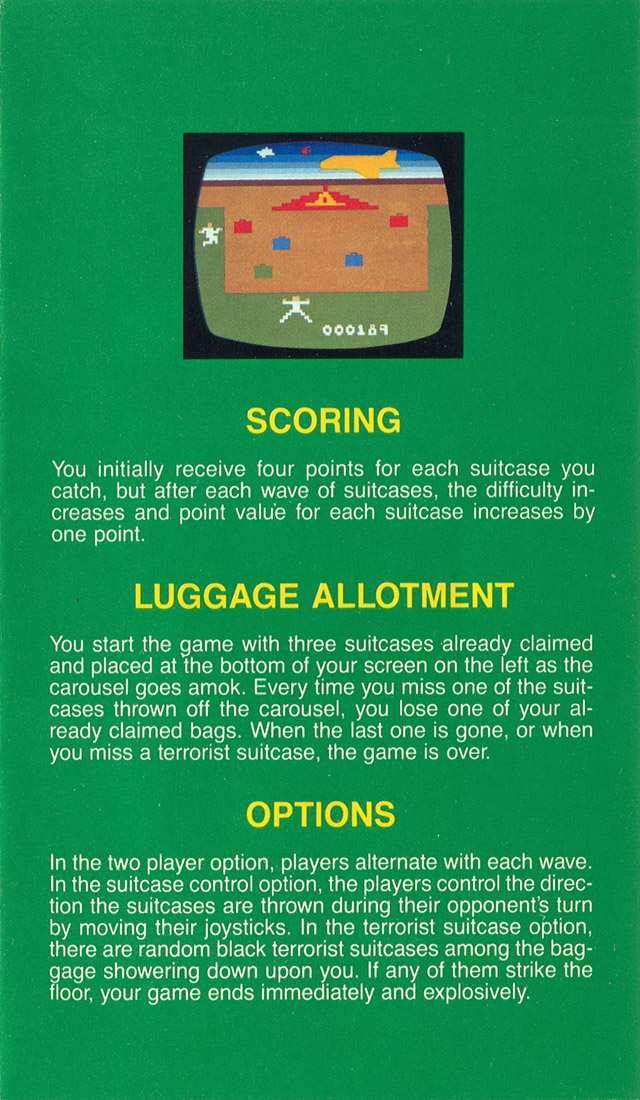 000189
SCORING
You initially receive four points for each suitcase you
catch, but after each wave of suitcases, the difficulty in-
creases and point value for each suitcase increases by
one point.
LUGGAGE ALLOTMENT
You start the game with three suitcases already claimed
and placed at the bottom of your screen on the left as the
carousel goes amok. Every time you miss one of the suit-
cases thrown off the carousel, you lose one of your al-
ready claimed bags. When the last one is gone, or when
you miss a terrorist suitcase, the game is over.
OPTIONS
In the two player option, players alternate with each wave.
In the suitcase control option, the players control the direc-
tion the suitcases are thrown during their opponent's turn
by moving their joysticks. In the terrorist suitcase option,
there are random black terrorist suitcases among the bag-
gage showering down upon you. If any of them strike the
floor, your game ends immediately and explosively.